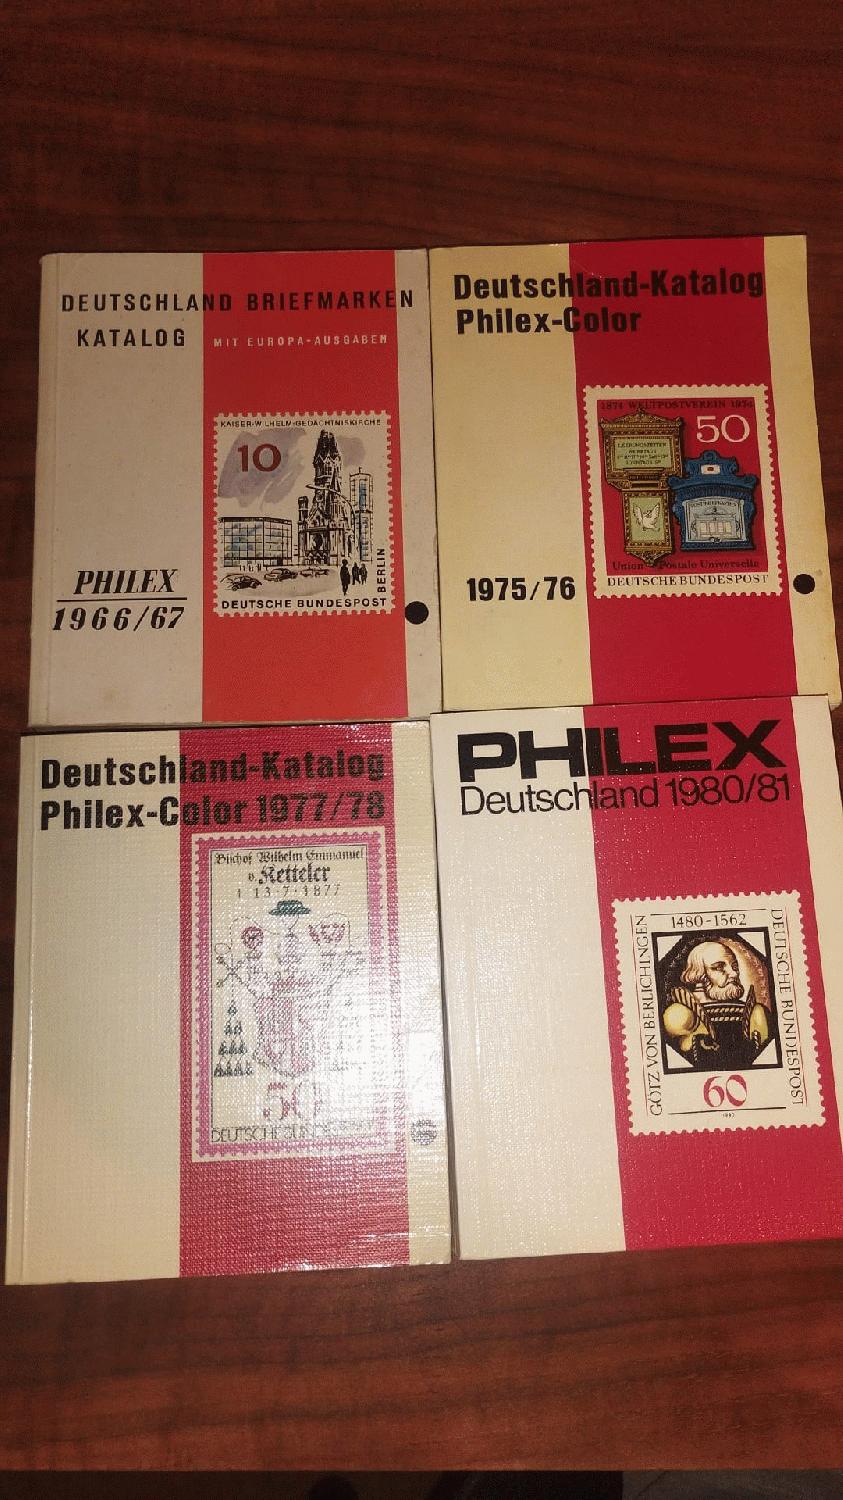 DEUTSCHLAND BRIEFMARKEN
KATALOG MIT EUROPA-AUSGABEN
KAISER-WILHELM-GEDÄCHTNISKIRCHE
10
BERLIN
DEUTSCHE BUNDESPOST
PHILEX
1966/67
Deutschland-Katalog
Philex-Color
1874 WELTPOSTVEREIN 1974
50
Union Postale Universelle
DEUTSCHE BUNDESPOST
1975/76
Deutschland-Katalog
Philex-Color 1977/78
Bischof Wilhelm Emmanuel
v. Ketteler
13·7·1877
50
DEUTSCHE BUNDESPOST
PHILEX
Deutschland 1980/81
1480-1562
GÖTZ VON BERLICHINGEN
DEUTSCHE BUNDESPOST
60